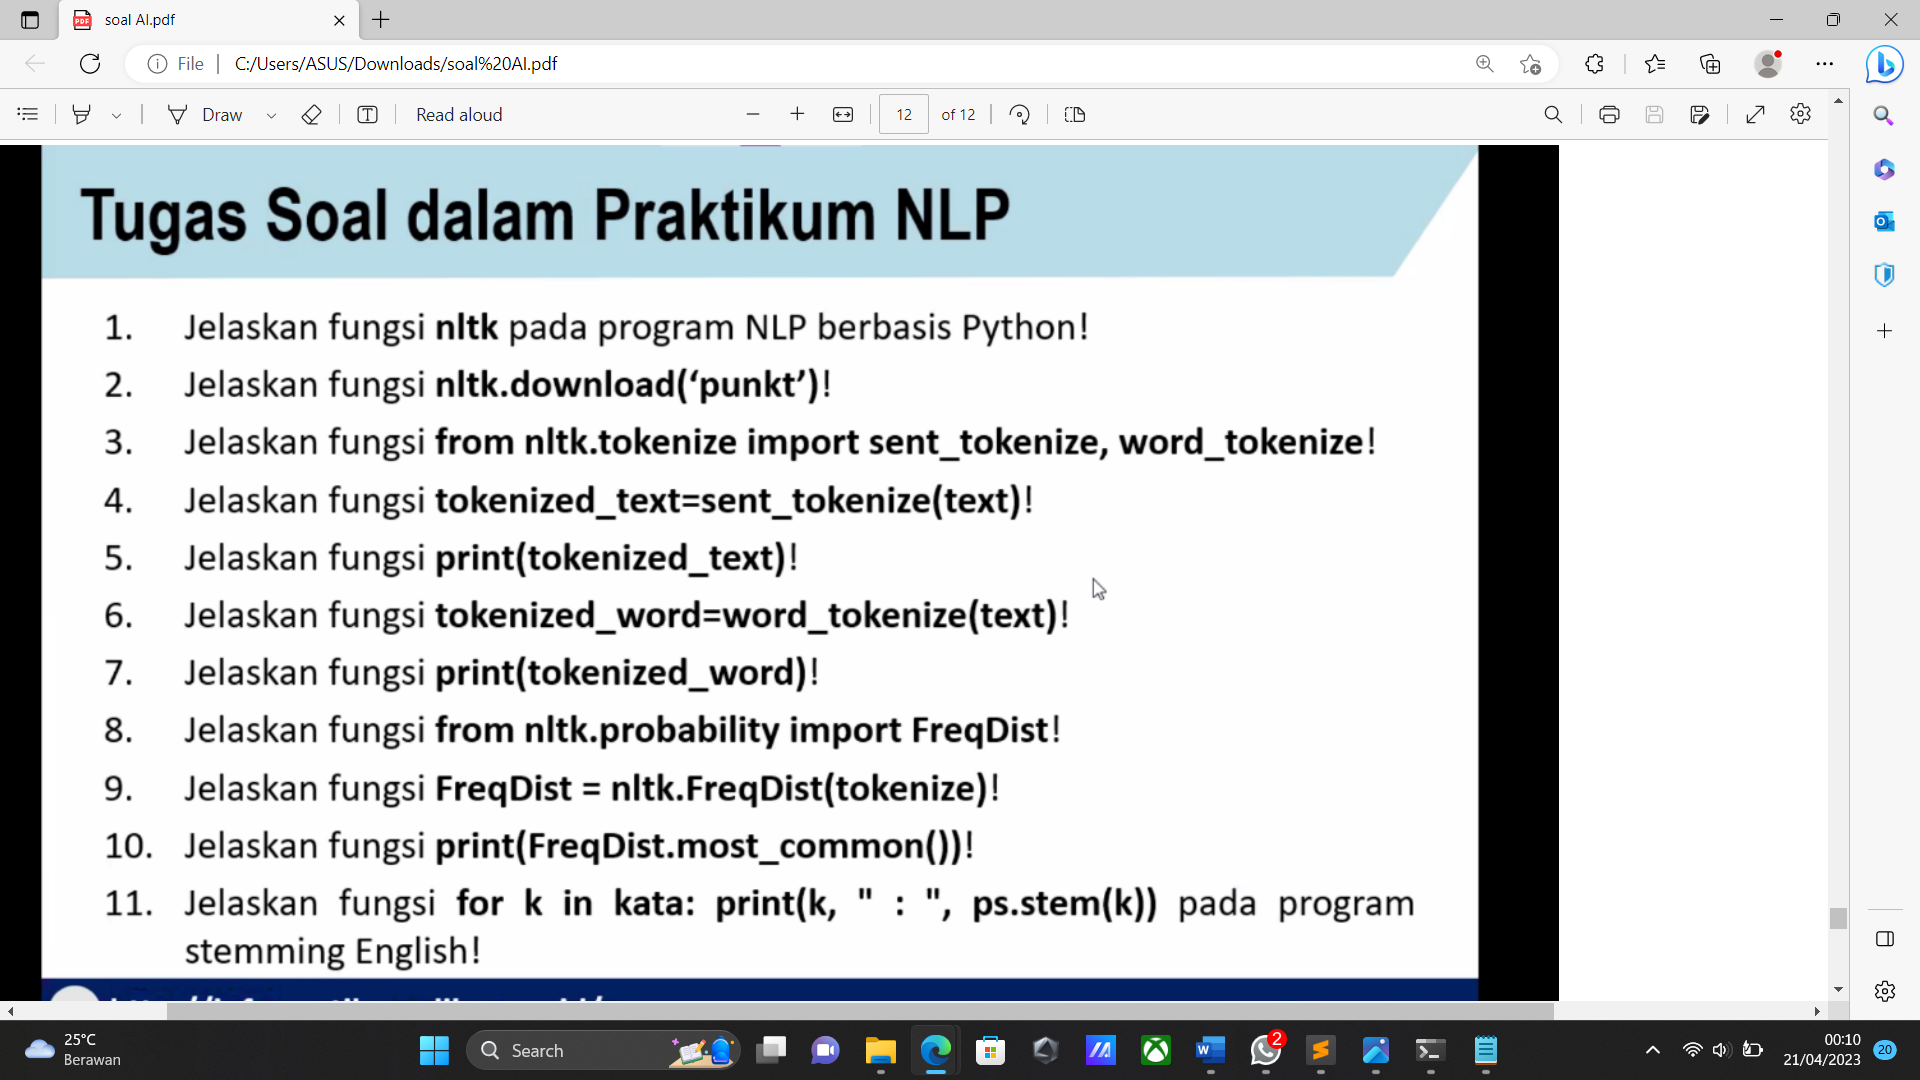 soal AI.pdf
File
C:/Users/ASUS/Downloads/soal%20AI.pdf
Draw
Read aloud
12
of 12
Tugas Soal dalam Praktikum NLP
1. Jelaskan fungsi nltk pada program NLP berbasis Python!
2. Jelaskan fungsi nltk.download(‘punkt’)!
3. Jelaskan fungsi from nltk.tokenize import sent_tokenize, word_tokenize!
4. Jelaskan fungsi tokenized_text=sent_tokenize(text)!
5. Jelaskan fungsi print(tokenized_text)!
6. Jelaskan fungsi tokenized_word=word_tokenize(text)!
7. Jelaskan fungsi print(tokenized_word)!
8. Jelaskan fungsi from nltk.probability import FreqDist!
9. Jelaskan fungsi FreqDist = nltk.FreqDist(tokenize)!
10. Jelaskan fungsi print(FreqDist.most_common())!
11. Jelaskan fungsi for k in kata: print(k, " : ", ps.stem(k)) pada program
stemming English!
25°C
Berawan
Search
2
00:10
21/04/2023
20